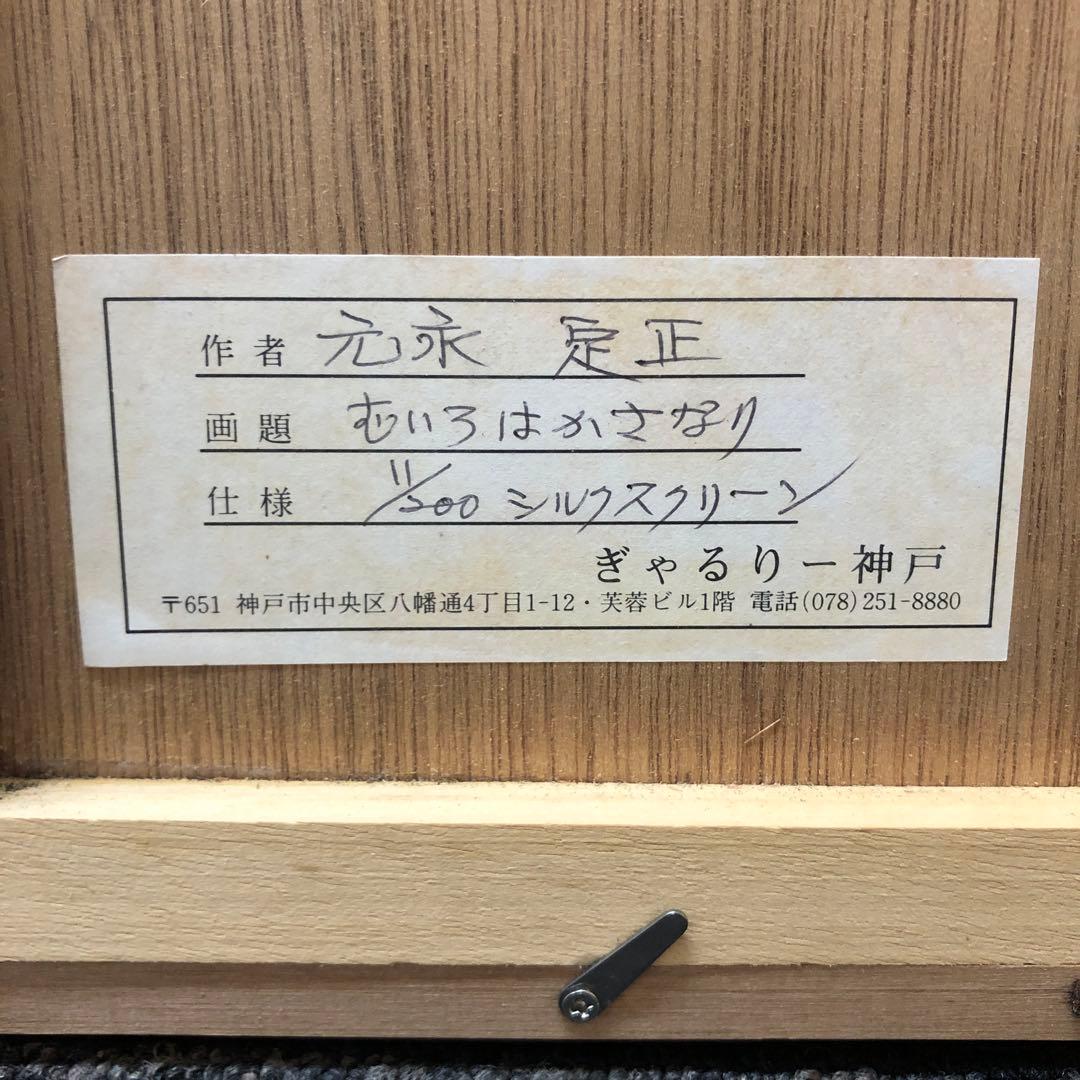 作者 元永 定正
画題 むいろはかさなり
仕様 11/200 シルクスクリーン
ぎゃるりー神戸
〒651 神戸市中央区八幡通4丁目1-12・芙蓉ビル1階 電話(078)251-8880